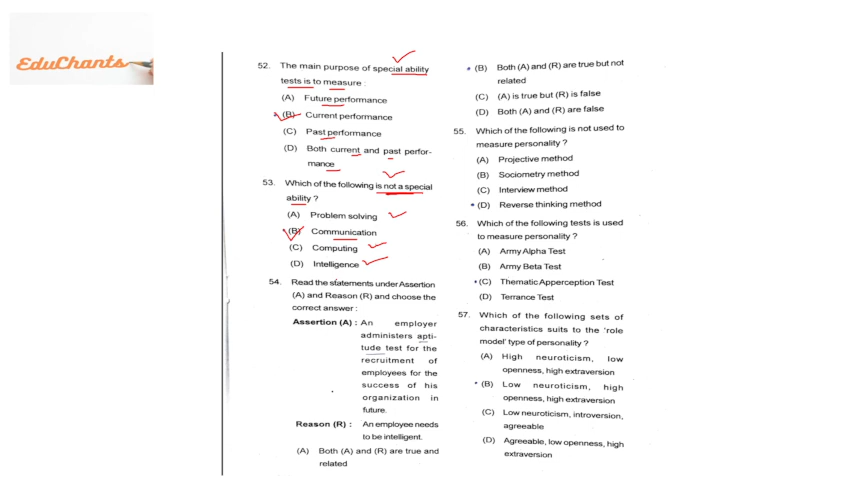 EduChants
52. The main purpose of special ability
tests is to measure :
(A) Future performance
(B) Current performance
(C) Past performance
(D) Both current and past perfor-
mance
53. Which of the following is not a special
ability ?
(A) Problem solving
(B) Communication
(C) Computing
(D) Intelligence
54. Read the statements under Assertion
(A) and Reason (R) and choose the
correct answer :
Assertion (A) : An employer
administers apti-
tude test for the
recruitment of
employees for the
success of his
organization in
future.
Reason (R) : An employee needs
to be intelligent.
(A) Both (A) and (R) are true and
related
(B) Both (A) and (R) are true but not
related
(C) (A) is true but (R) is false
(D) Both (A) and (R) are false
55. Which of the following is not used to
measure personality ?
(A) Projective method
(B) Sociometry method
(C) Interview method
(D) Reverse thinking method
56. Which of the following tests is used
to measure personality ?
(A) Army Alpha Test
(B) Army Beta Test
(C) Thematic Apperception Test
(D) Terrance Test
57. Which of the following sets of
characteristics suits to the 'role
model' type of personality ?
(A) High neuroticism, low
openness, high extraversion
(B) Low neuroticism, high
openness, high extraversion
(C) Low neuroticism, introversion,
agreeable
(D) Agreeable, low openness, high
extraversion